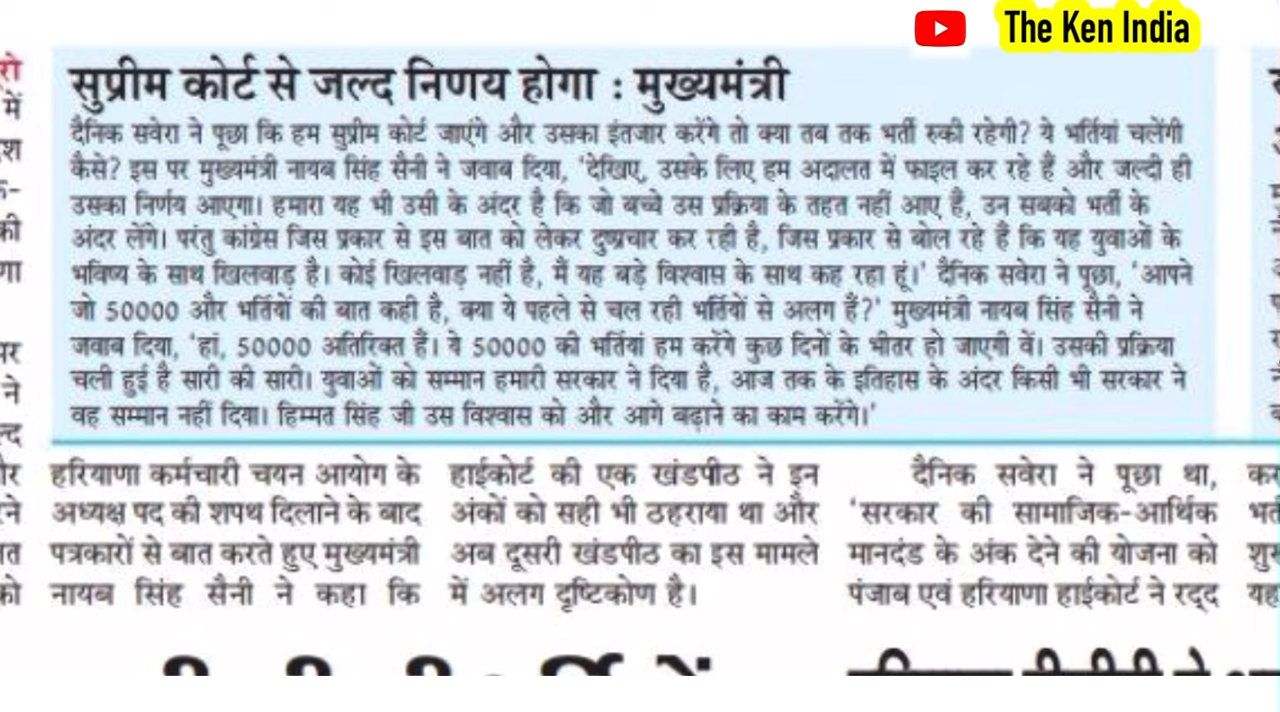 The Ken India
सुप्रीम कोर्ट से जल्द निणय होगा : मुख्यमंत्री
दैनिक सवेरा ने पूछा कि हम सुप्रीम कोर्ट जाएंगे और उसका इंतजार करेंगे तो क्या तब तक भर्ती रुकी रहेगी? ये भर्तियां चलेंगी
कैसे? इस पर मुख्यमंत्री नायब सिंह सैनी ने जवाब दिया, 'देखिए, उसके लिए हम अदालत में फाइल कर रहे हैं और जल्दी ही
उसका निर्णय आएगा। हमारा यह भी उसी के अंदर है कि जो बच्चे उस प्रक्रिया के तहत नहीं आए हैं, उन सबको भर्ती के
अंदर लेंगे। परंतु कांग्रेस जिस प्रकार से इस बात को लेकर दुष्प्रचार कर रही है, जिस प्रकार से बोल रहे हैं कि यह युवाओं के
भविष्य के साथ खिलवाड़ है। कोई खिलवाड़ नहीं है, मैं यह बड़े विश्वास के साथ कह रहा हूं।' दैनिक सवेरा ने पूछा, 'आपने
जो 50000 और भर्तियों की बात कही है, क्या ये पहले से चल रही भर्तियों से अलग हैं?' मुख्यमंत्री नायब सिंह सैनी ने
जवाब दिया, 'हां, 50000 अतिरिक्त हैं। ये 50000 की भर्तियां हम करेंगे कुछ दिनों के भीतर हो जाएगी वें। उसकी प्रक्रिया
चली हुई है सारी की सारी। युवाओं को सम्मान हमारी सरकार ने दिया है, आज तक के इतिहास के अंदर किसी भी सरकार ने
वह सम्मान नहीं दिया। हिम्मत सिंह जी उस विश्वास को और आगे बढ़ाने का काम करेंगे।'
हरियाणा कर्मचारी चयन आयोग के
अध्यक्ष पद की शपथ दिलाने के बाद
पत्रकारों से बात करते हुए मुख्यमंत्री
नायब सिंह सैनी ने कहा कि
हाईकोर्ट की एक खंडपीठ ने इन
अंकों को सही भी ठहराया था और
अब दूसरी खंडपीठ का इस मामले
में अलग दृष्टिकोण है।
दैनिक सवेरा ने पूछा था,
'सरकार की सामाजिक-आर्थिक
मानदंड के अंक देने की योजना को
पंजाब एवं हरियाणा हाईकोर्ट ने रद्द